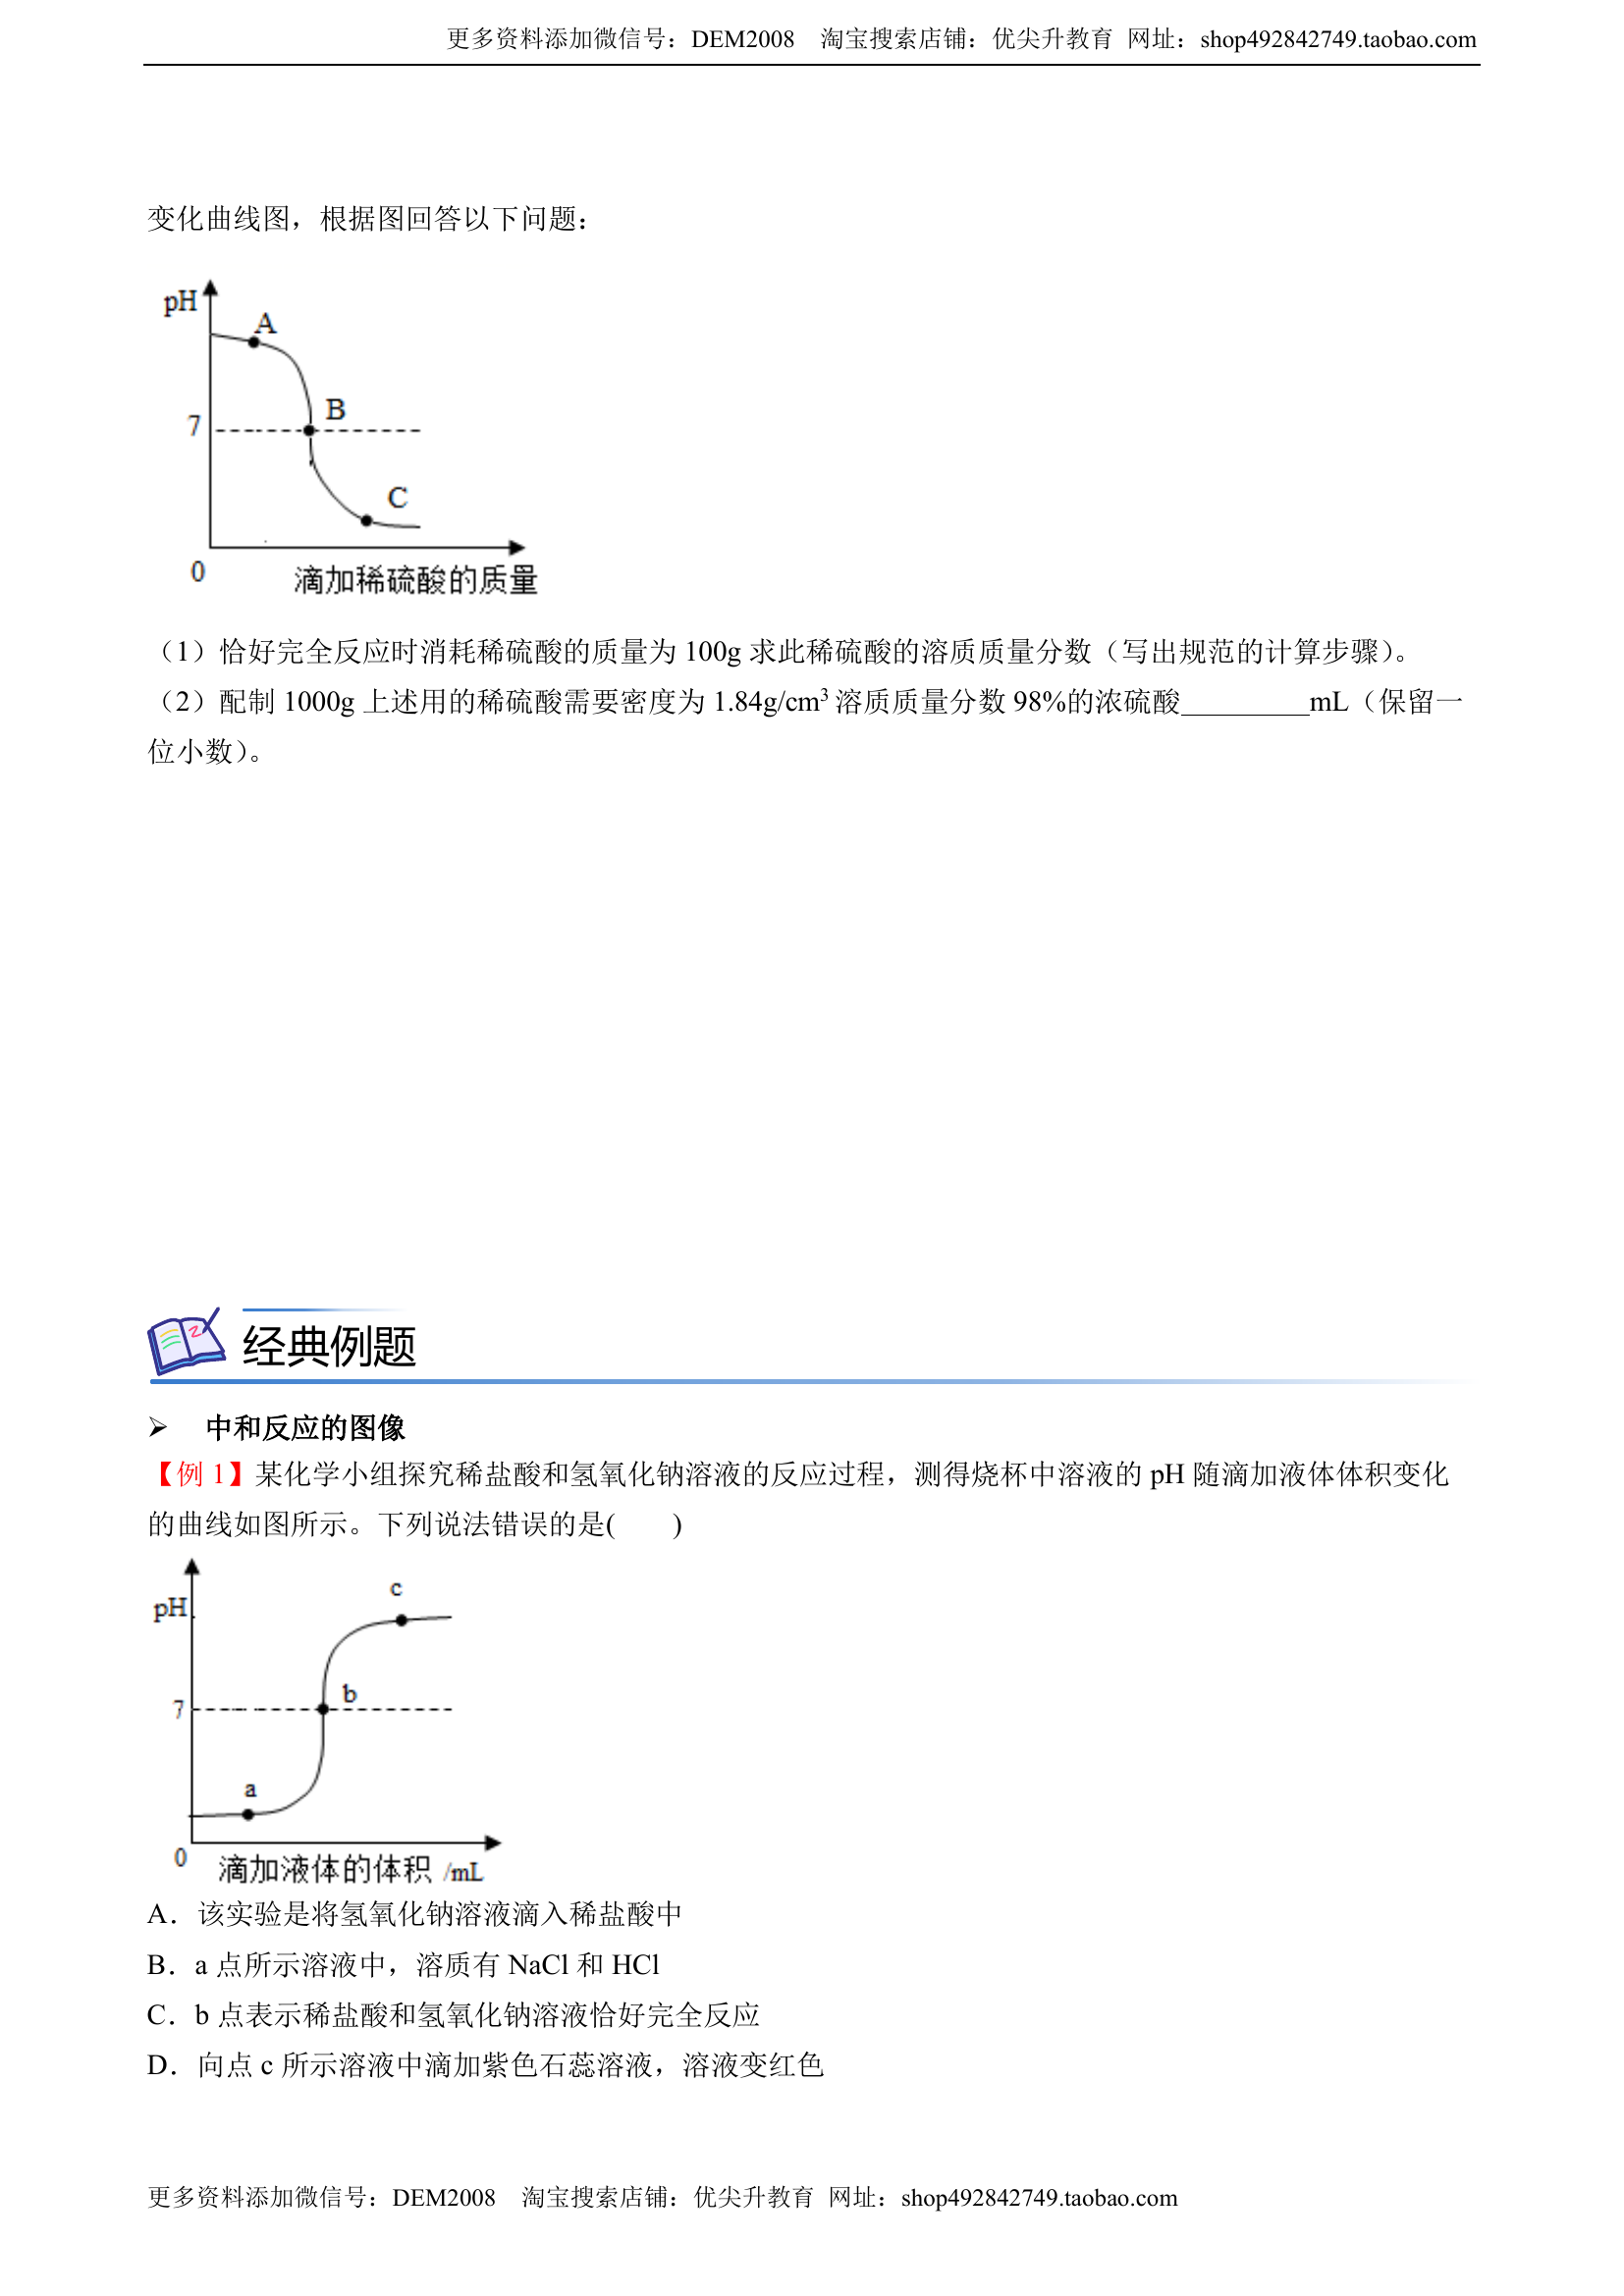 更多资料添加微信号：DEM2008　淘宝搜索店铺：优尖升教育 网址：shop492842749.taobao.com
变化曲线图，根据图回答以下问题：
pH
A
B
7
C
0
滴加稀硫酸的质量
（1）恰好完全反应时消耗稀硫酸的质量为 100g 求此稀硫酸的溶质质量分数（写出规范的计算步骤）。
（2）配制 1000g 上述用的稀硫酸需要密度为 1.84g/cm³ 溶质质量分数 98%的浓硫酸_________mL（保留一
位小数）。
经典例题
➢ 中和反应的图像
【例 1】某化学小组探究稀盐酸和氢氧化钠溶液的反应过程，测得烧杯中溶液的 pH 随滴加液体体积变化
的曲线如图所示。下列说法错误的是(　　)
c
pH
b
7
a
0
滴加液体的体积 /mL
A．该实验是将氢氧化钠溶液滴入稀盐酸中
B．a 点所示溶液中，溶质有 NaCl 和 HCl
C．b 点表示稀盐酸和氢氧化钠溶液恰好完全反应
D．向点 c 所示溶液中滴加紫色石蕊溶液，溶液变红色
更多资料添加微信号：DEM2008　淘宝搜索店铺：优尖升教育 网址：shop492842749.taobao.com